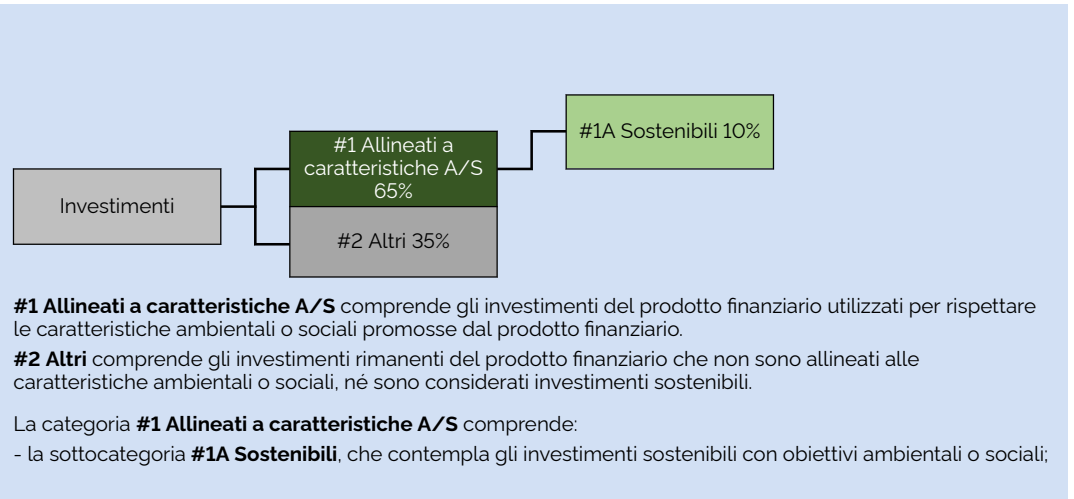 #1A Sostenibili 10%
#1 Allineati a
caratteristiche A/S
65%
Investimenti
#2 Altri 35%
#1 Allineati a caratteristiche A/S comprende gli investimenti del prodotto finanziario utilizzati per rispettare
le caratteristiche ambientali o sociali promosse dal prodotto finanziario.
#2 Altri comprende gli investimenti rimanenti del prodotto finanziario che non sono allineati alle
caratteristiche ambientali o sociali, né sono considerati investimenti sostenibili.
La categoria #1 Allineati a caratteristiche A/S comprende:
- la sottocategoria #1A Sostenibili, che contempla gli investimenti sostenibili con obiettivi ambientali o sociali;